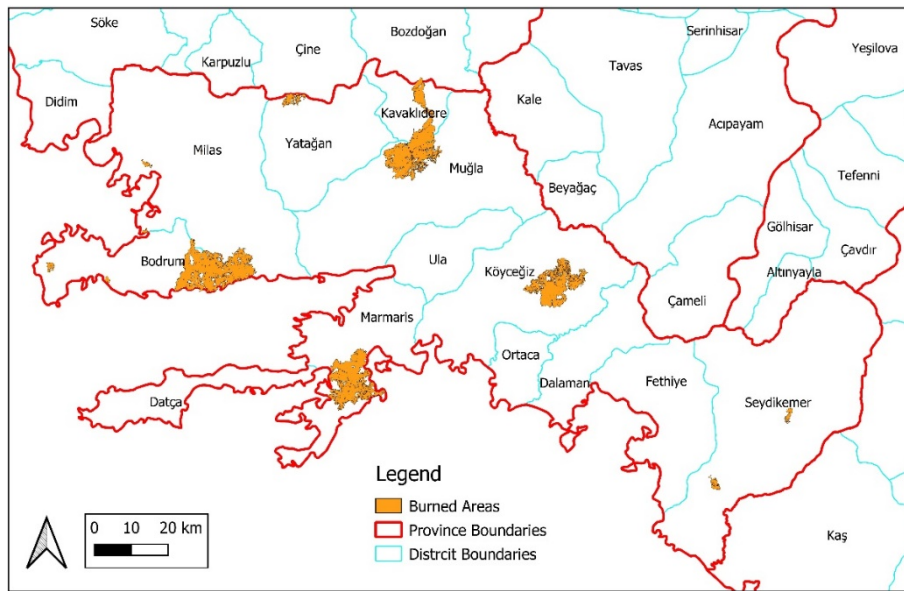 Söke
Çine
Bozdoğan
Serinhisar
Yeşilova
Karpuzlu
Tavas
Didim
Kale
Kavaklıdere
Acıpayam
Milas
Yatağan
Muğla
Tefenni
Beyağaç
Gölhisar
Çavdır
Bodrum
Ula
Köyceğiz
Altınyayla
Çameli
Marmaris
Ortaca
Datça
Dalaman
Fethiye
Seydikemer
Legend
Burned Areas
Province Boundaries
Distrcit Boundaries
0 10 20 km
Kaş